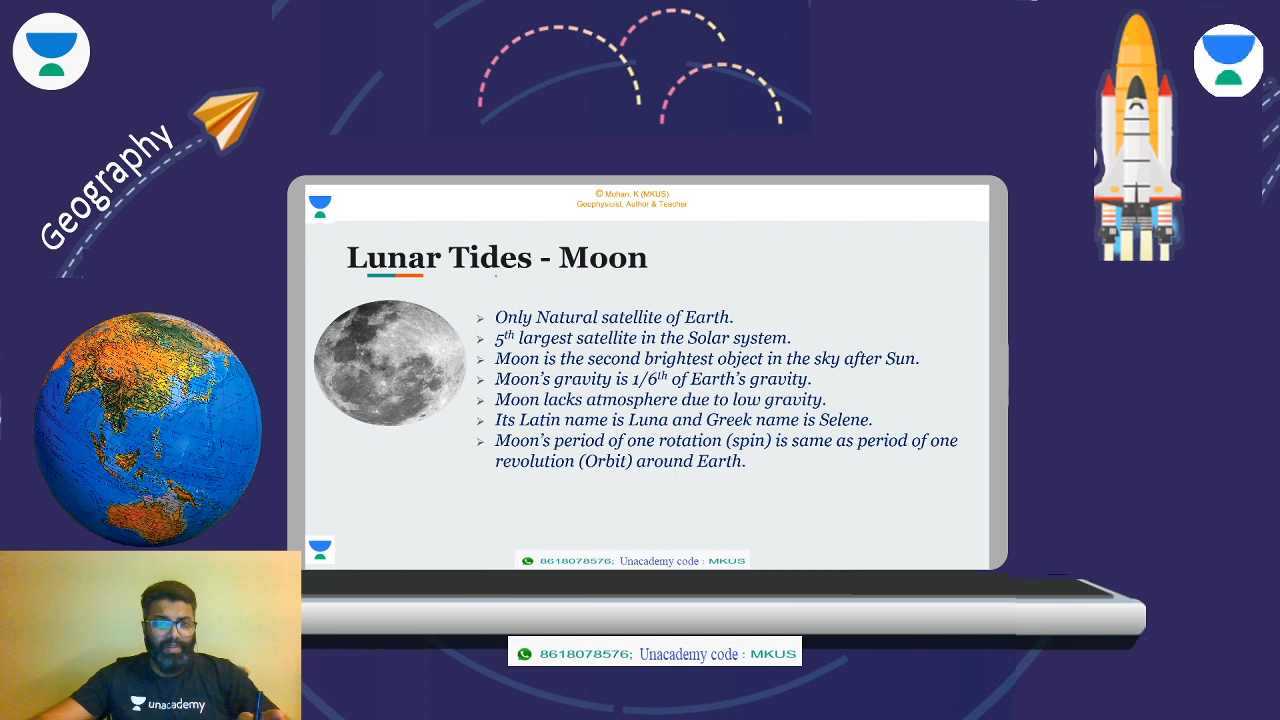 Geography
© Mohan. K (MKUS)
Geophysicist, Author & Teacher
Lunar Tides - Moon
Only Natural satellite of Earth.
5th largest satellite in the Solar system.
Moon is the second brightest object in the sky after Sun.
Moon's gravity is 1/6th of Earth's gravity.
Moon lacks atmosphere due to low gravity.
Its Latin name is Luna and Greek name is Selene.
Moon's period of one rotation (spin) is same as period of one
revolution (Orbit) around Earth.
8618078576; Unacademy code : MKUS
8618078576; Unacademy code : MKUS
unacademy